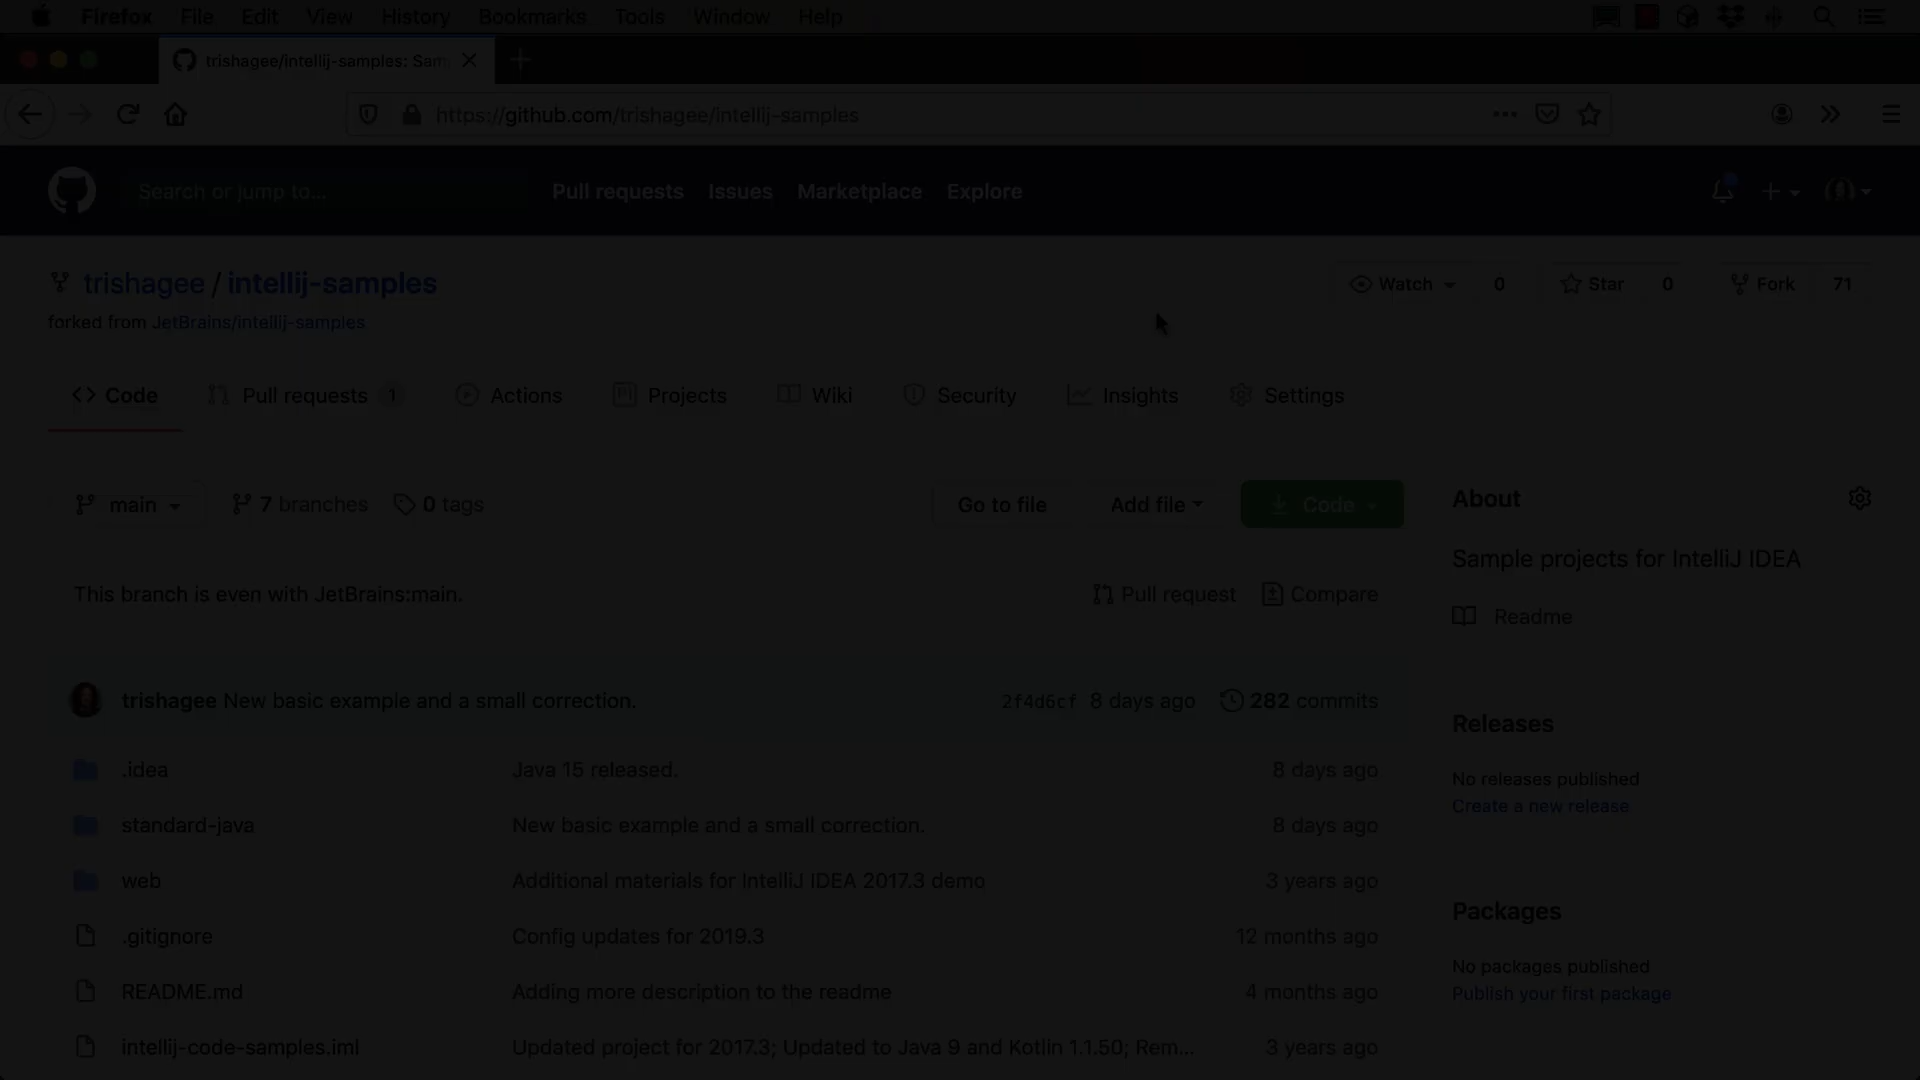 Firefox File Edit View History Bookmarks Tools Window Help
trishagee/intellij-samples: Sam
https://github.com/trishagee/intellij-samples
Search or jump to... Pull requests Issues Marketplace Explore
trishagee / intellij-samples Watch 0 Star 0 Fork 71
forked from JetBrains/intellij-samples
Code Pull requests 1 Actions Projects Wiki Security Insights Settings
main 7 branches 0 tags Go to file Add file Code
About
Sample projects for IntelliJ IDEA
Readme
This branch is even with JetBrains:main. Pull request Compare
trishagee New basic example and a small correction. 2f4d6cf 8 days ago 282 commits
.idea Java 15 released. 8 days ago
standard-java New basic example and a small correction. 8 days ago
web Additional materials for IntelliJ IDEA 2017.3 demo 3 years ago
.gitignore Config updates for 2019.3 12 months ago
README.md Adding more description to the readme 4 months ago
intellij-code-samples.iml Updated project for 2017.3; Updated to Java 9 and Kotlin 1.1.50; Rem... 3 years ago
Releases
No releases published
Create a new release
Packages
No packages published
Publish your first package